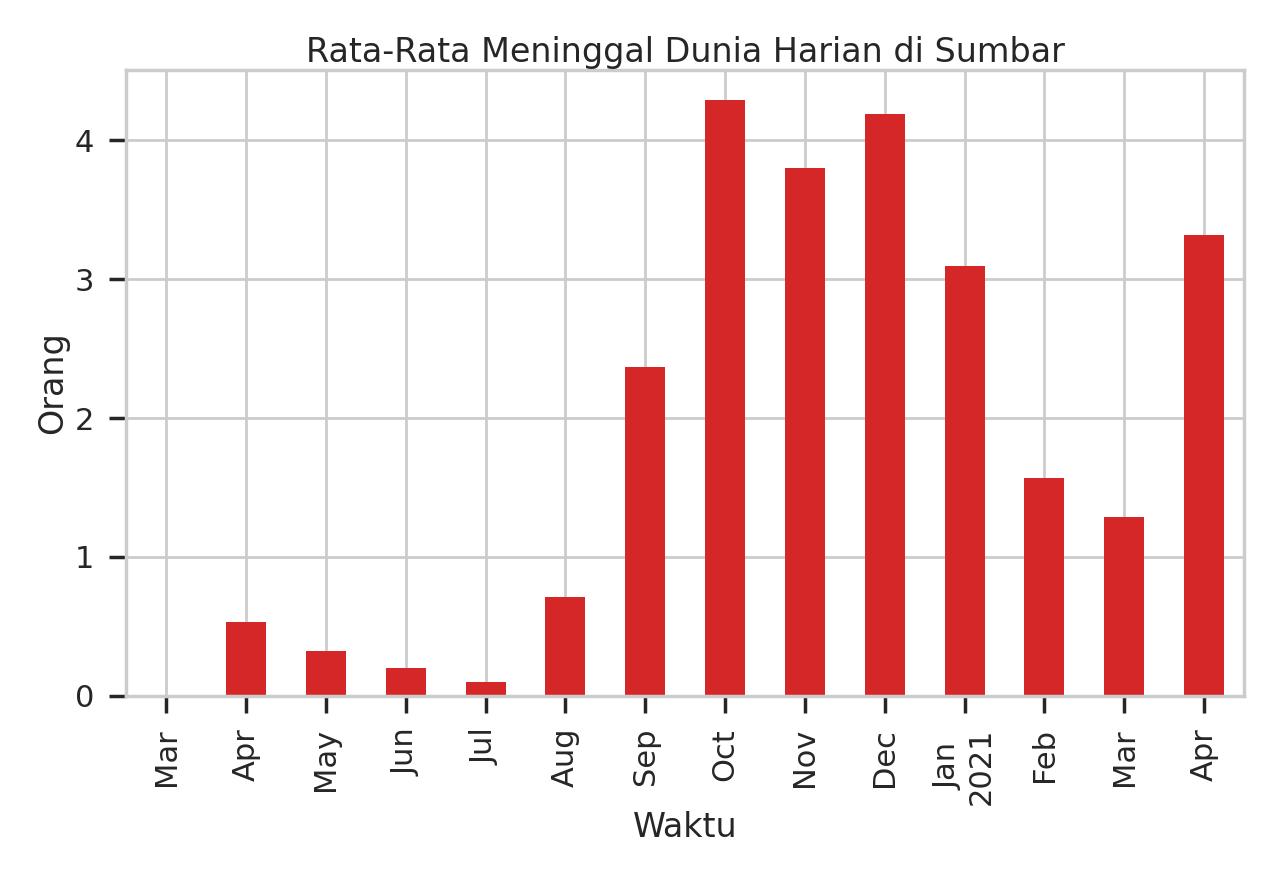 Rata-Rata Meninggal Dunia Harian di Sumbar
Orang
4
3
2
1
0
Mar
Apr
May
Jun
Jul
Aug
Sep
Oct
Nov
Dec
Jan
2021
Feb
Mar
Apr
Waktu